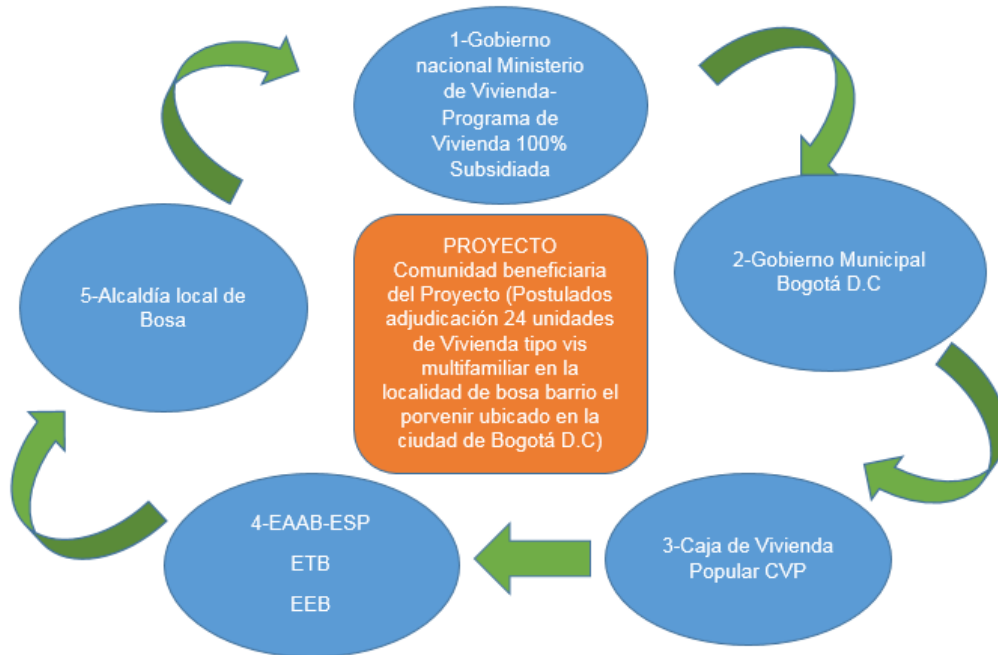 1-Gobierno
nacional Ministerio
de Vivienda-
Programa de
Vivienda 100%
Subsidiada
2-Gobierno Municipal
Bogotá D.C
3-Caja de Vivienda
Popular CVP
4-EAAB-ESP
ETB
EEB
5-Alcaldía local de
Bosa
PROYECTO
Comunidad beneficiaria
del Proyecto (Postulados
adjudicación 24 unidades
de Vivienda tipo vis
multifamiliar en la
localidad de bosa barrio el
porvenir ubicado en la
ciudad de Bogotá D.C)